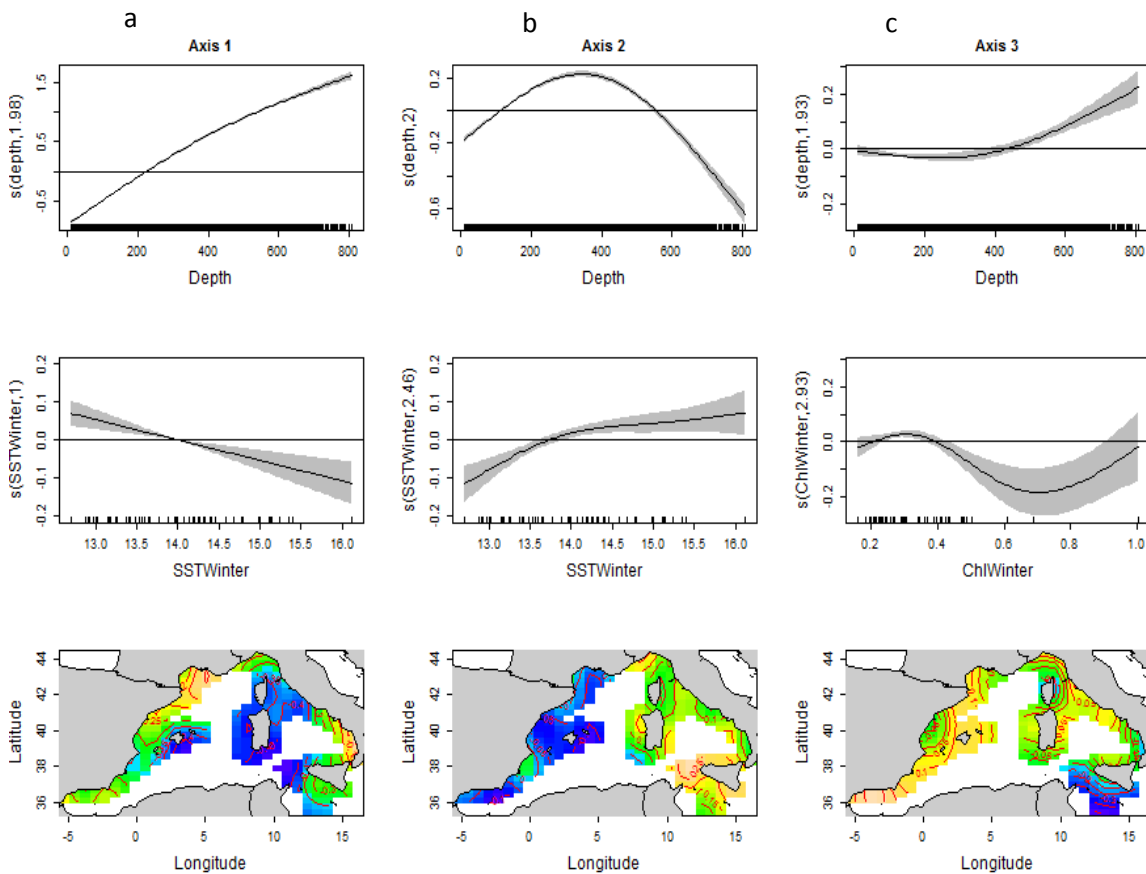 a b c
Axis 1 Axis 2 Axis 3
s(depth,1.98)
1.5
0.5
-0.5
0 200 400 600 800
Depth
s(depth,2)
0.2
-0.2
-0.6
0 200 400 600 800
Depth
s(depth,1.93)
0.2
0.0
-0.2
0 200 400 600 800
Depth
s(SSTWinter,1)
0.2
0.1
0.0
-0.1
-0.2
13.0 13.5 14.0 14.5 15.0 15.5 16.0
SSTWinter
s(SSTWinter,2.46)
0.2
0.1
0.0
-0.1
-0.2
13.0 13.5 14.0 14.5 15.0 15.5 16.0
SSTWinter
s(ChlWinter,2.93)
0.2
0.0
-0.2
0.2 0.4 0.6 0.8 1.0
ChlWinter
Latitude
44
42
40
38
36
-5 0 5 10 15
Longitude
Latitude
44
42
40
38
36
-5 0 5 10 15
Longitude
Latitude
44
42
40
38
36
-5 0 5 10 15
Longitude